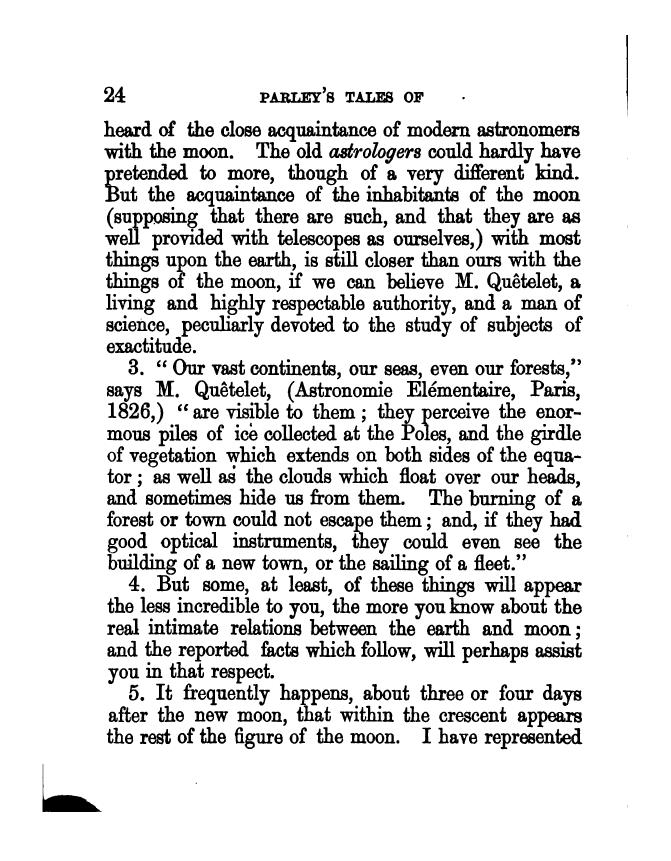 24 PARLEY'S TALES OF
heard of the close acquaintance of modern astronomers
with the moon. The old astrologers could hardly have
pretended to more, though of a very different kind.
But the acquaintance of the inhabitants of the moon
(supposing that there are such, and that they are as
well provided with telescopes as ourselves,) with most
things upon the earth, is still closer than ours with the
things of the moon, if we can believe M. Quêtelet, a
living and highly respectable authority, and a man of
science, peculiarly devoted to the study of subjects of
exactitude.
3. "Our vast continents, our seas, even our forests,"
says M. Quêtelet, (Astronomie Elémentaire, Paris,
1826,) "are visible to them; they perceive the enor-
mous piles of ice collected at the Poles, and the girdle
of vegetation which extends on both sides of the equa-
tor; as well as the clouds which float over our heads,
and sometimes hide us from them. The burning of a
forest or town could not escape them; and, if they had
good optical instruments, they could even see the
building of a new town, or the sailing of a fleet."
4. But some, at least, of these things will appear
the less incredible to you, the more you know about the
real intimate relations between the earth and moon;
and the reported facts which follow, will perhaps assist
you in that respect.
5. It frequently happens, about three or four days
after the new moon, that within the crescent appears
the rest of the figure of the moon. I have represented